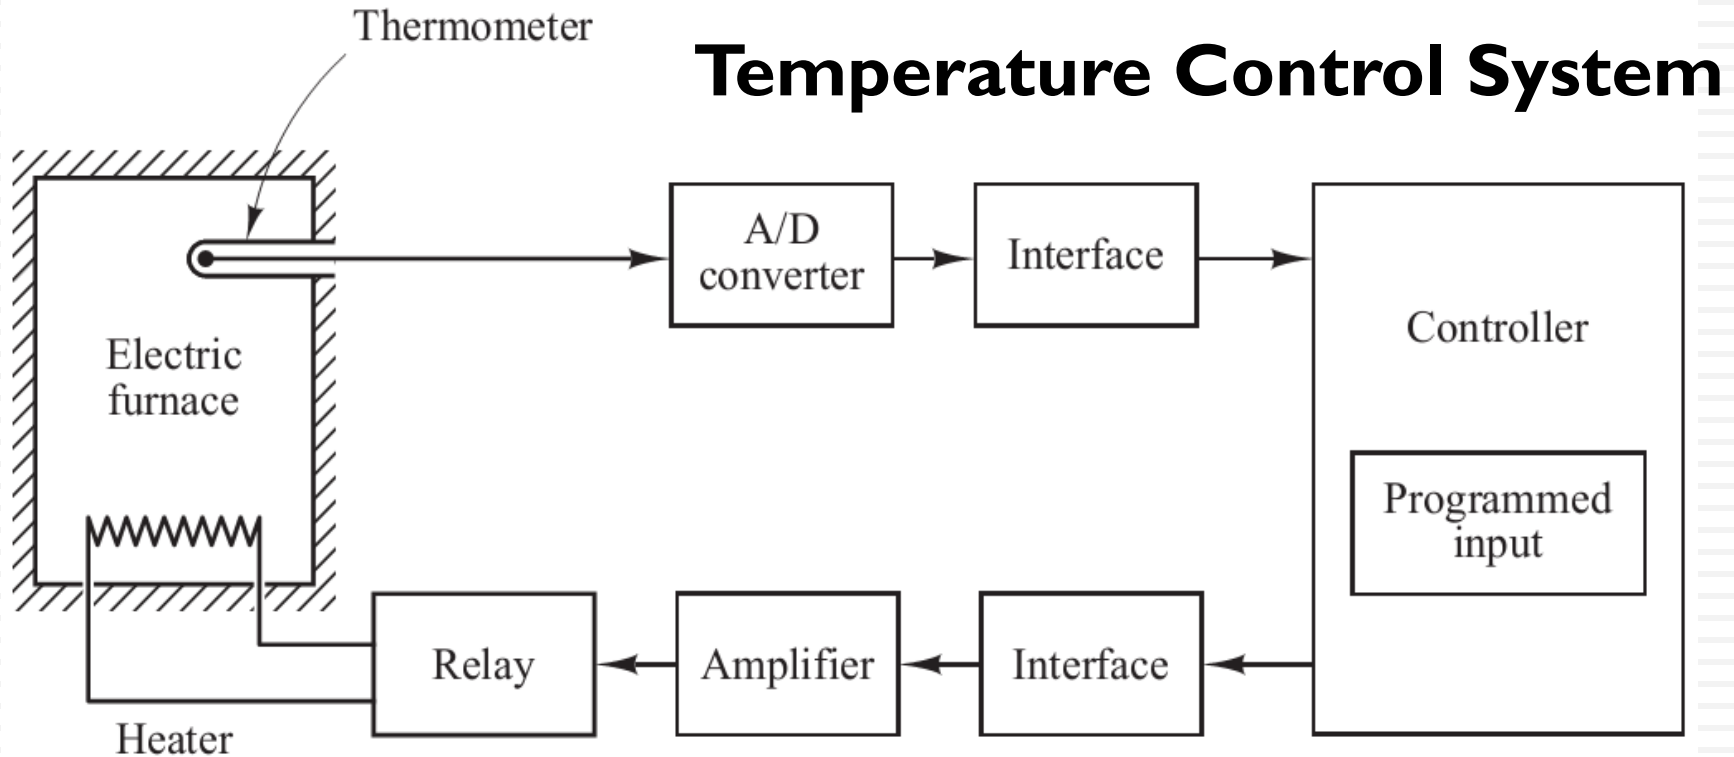 Thermometer
Temperature Control System
A/D
converter
Interface
Controller
Electric
furnace
Programmed
input
Relay
Amplifier
Interface
Heater